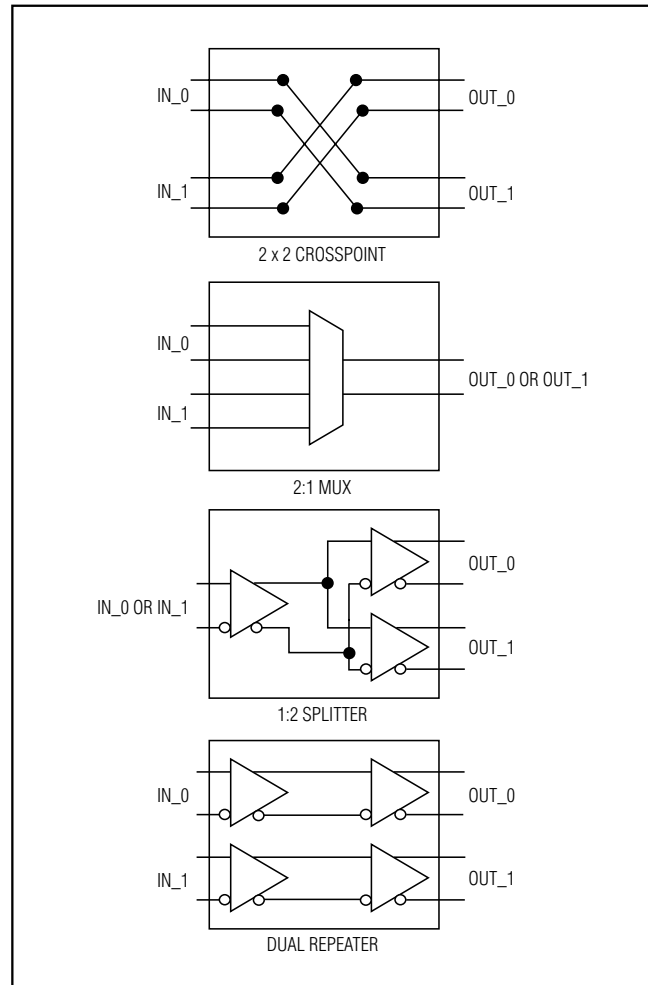 IN_0
OUT_0
IN_1
OUT_1
2 x 2 CROSSPOINT
IN_0
OUT_0 OR OUT_1
IN_1
2:1 MUX
OUT_0
IN_0 OR IN_1
OUT_1
1:2 SPLITTER
IN_0
OUT_0
IN_1
OUT_1
DUAL REPEATER